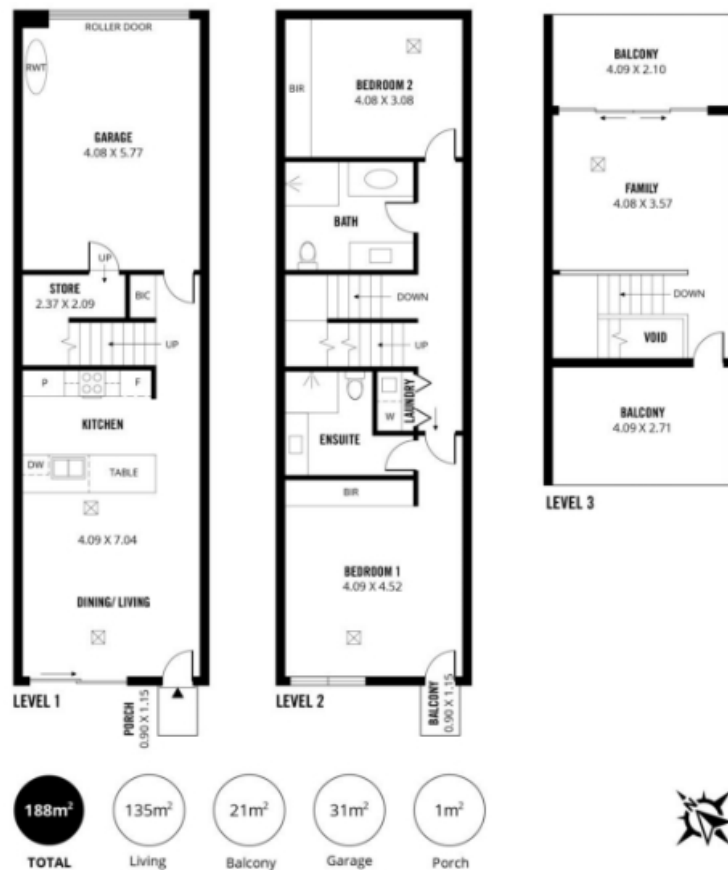 ROLLER DOOR
RWT
GARAGE
4.08 X 5.77
UP
STORE
2.37 X 2.09
BIC
UP
P
F
KITCHEN
DW
TABLE
4.09 X 7.04
DINING/ LIVING
LEVEL 1
PORCH
0.90 X 1.15
BIR
BEDROOM 2
4.08 X 3.08
BATH
DOWN
UP
LAUNDRY
W
ENSUITE
BIR
BEDROOM 1
4.09 X 4.52
LEVEL 2
BALCONY
0.90 X 1.15
BALCONY
4.09 X 2.10
FAMILY
4.08 X 3.57
DOWN
VOID
BALCONY
4.09 X 2.71
LEVEL 3
188m²
TOTAL
135m²
Living
21m²
Balcony
31m²
Garage
1m²
Porch
N